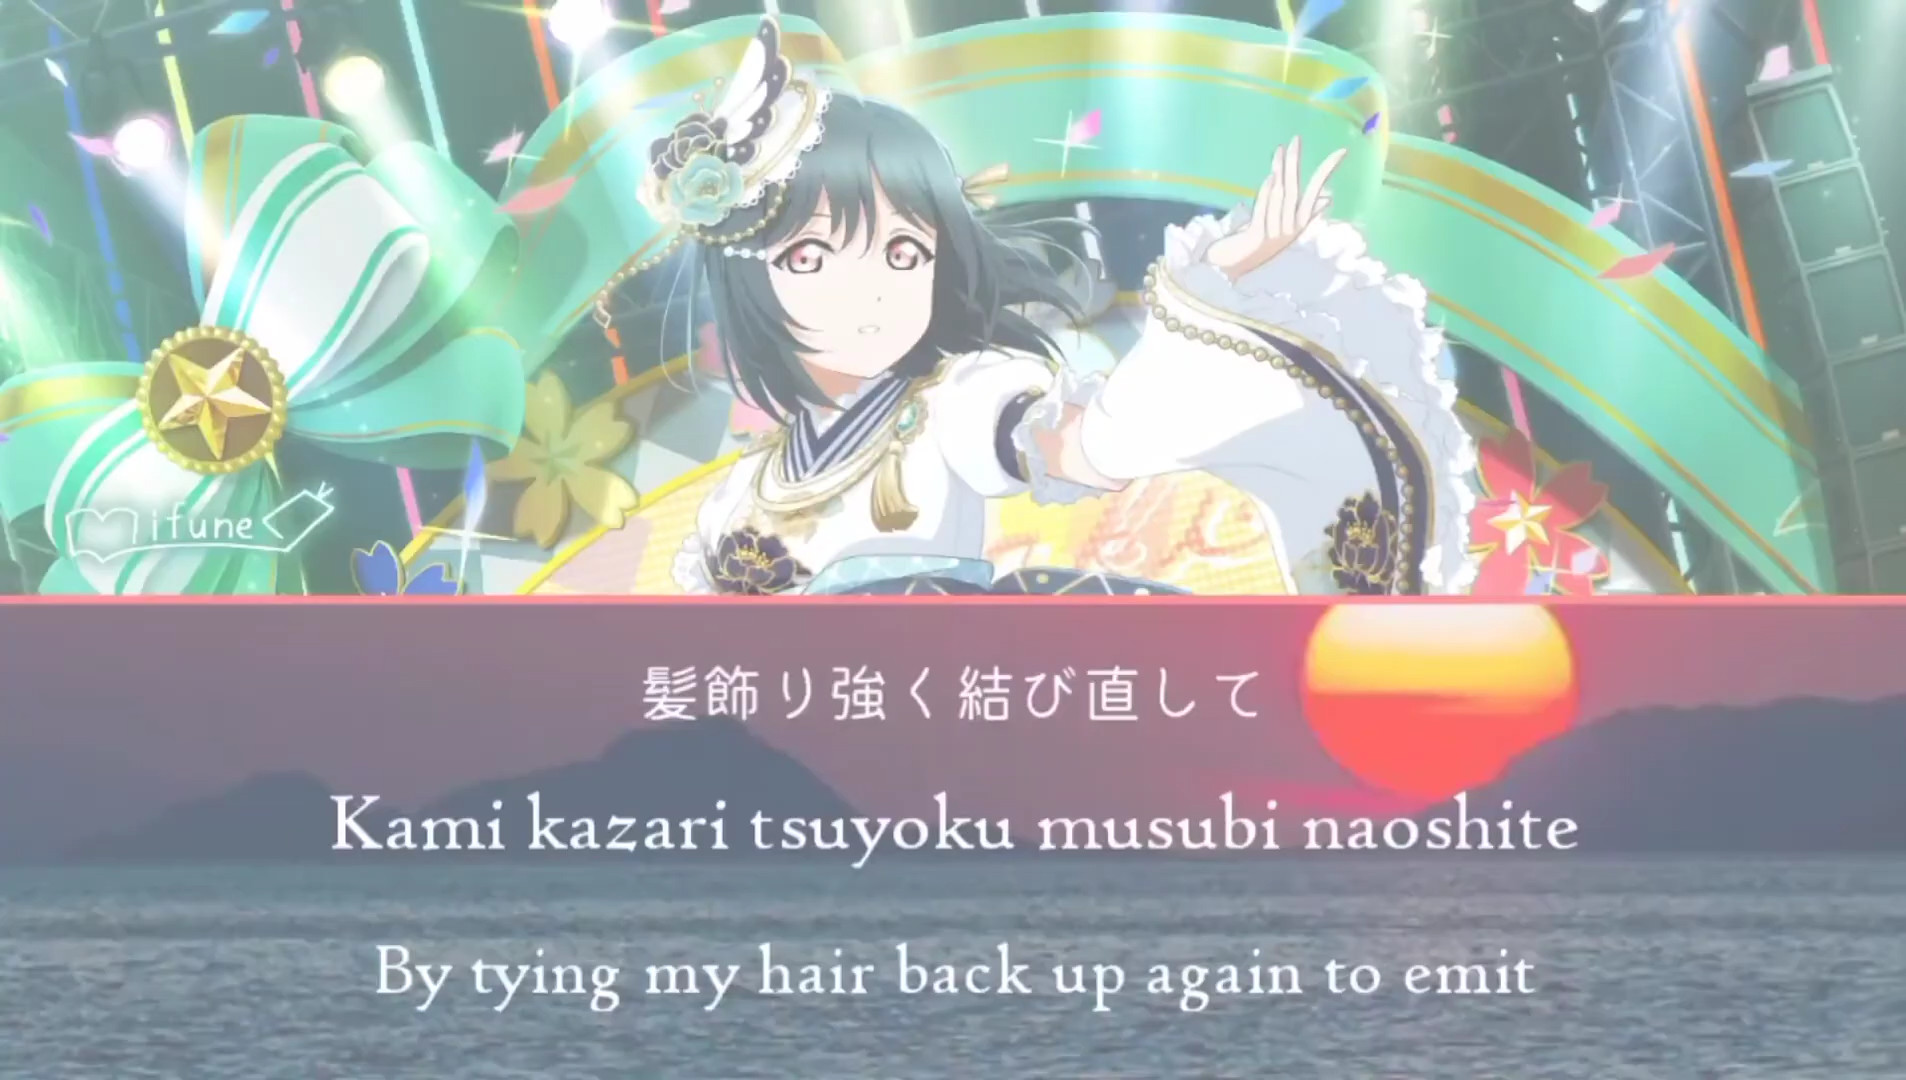 ifune
髪飾り強く結び直して
Kami kazari tsuyoku musubi naoshite
By tying my hair back up again to emit